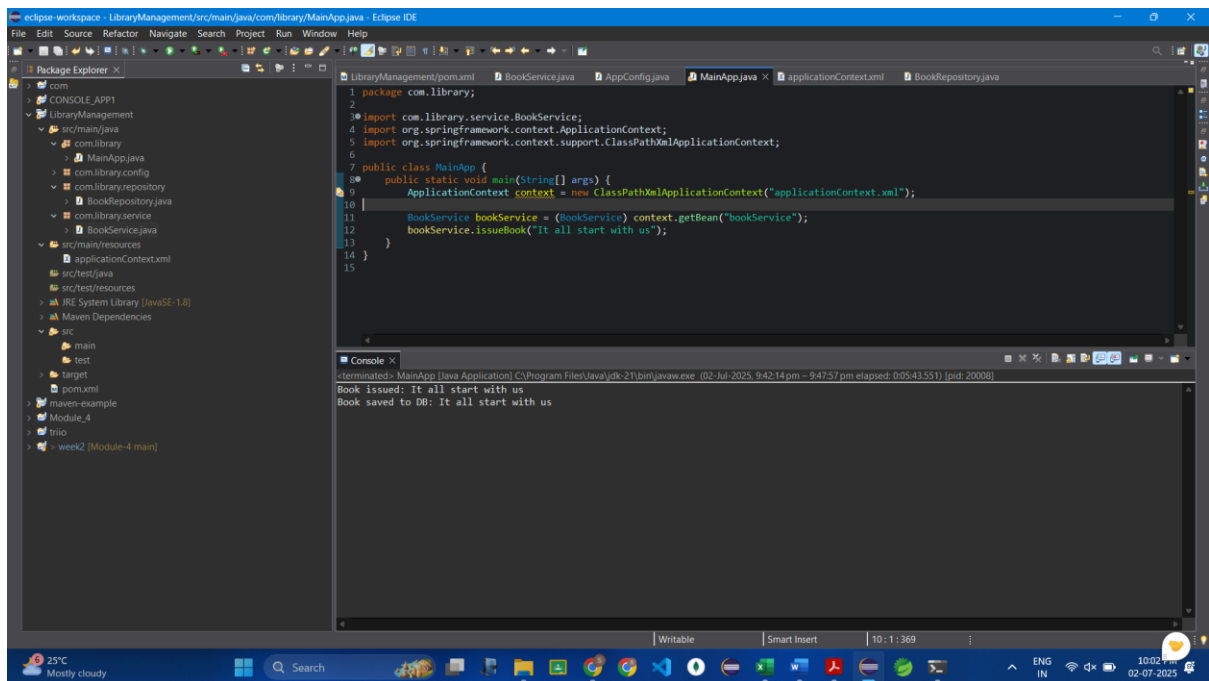 eclipse-workspace - LibraryManagement/src/main/java/com/library/MainApp.java - Eclipse IDE
File Edit Source Refactor Navigate Search Project Run Window Help
Package Explorer
com
CONSOLE_APP1
LibraryManagement
src/main/java
com.library
MainApp.java
com.library.config
com.library.repository
BookRepository.java
com.library.service
BookService.java
src/main/resources
applicationContext.xml
src/test/java
src/test/resources
JRE System Library [JavaSE-1.8]
Maven Dependencies
src
main
test
target
pom.xml
maven-example
Module_4
triio
> week2 [Module-4 main]
LibraryManagement/pom.xml BookService.java AppConfig.java MainApp.java applicationContext.xml BookRepository.java
1 package com.library;
2
3 import com.library.service.BookService;
4 import org.springframework.context.ApplicationContext;
5 import org.springframework.context.support.ClassPathXmlApplicationContext;
6
7 public class MainApp {
8 public static void main(String[] args) {
9 ApplicationContext context = new ClassPathXmlApplicationContext("applicationContext.xml");
10
11 BookService bookService = (BookService) context.getBean("bookService");
12 bookService.issueBook("It all start with us");
13 }
14 }
15
Console
<terminated> MainApp [Java Application] C:\Program Files\Java\jdk-21\bin\javaw.exe (02-Jul-2025, 9:42:14 pm – 9:47:57 pm elapsed: 0:05:43.551) [pid: 20008]
Book issued: It all start with us
Book saved to DB: It all start with us
Writable Smart Insert 10 : 1 : 369
6
25°C
Mostly cloudy
Search
ENG
IN
10:02
02-07-2025